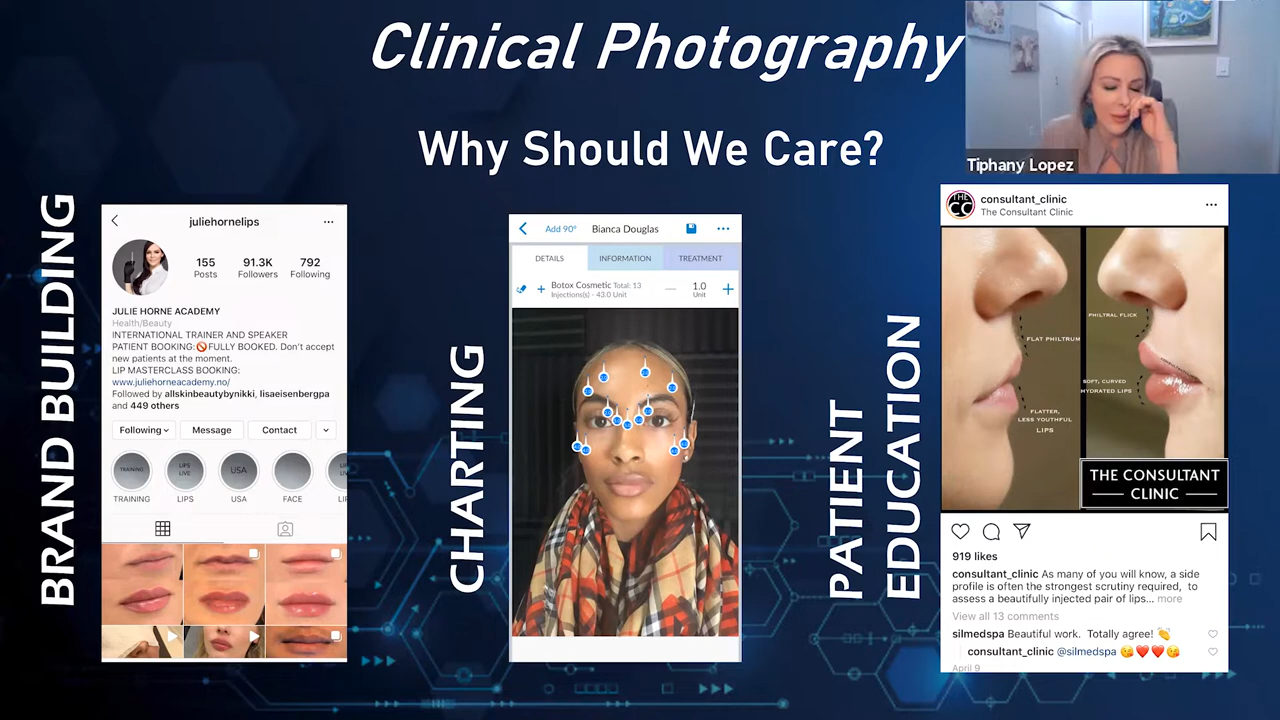 Clinical Photography
Why Should We Care?
Tiphany Lopez
BRAND BUILDING
juliehornelips
155
91.3K
792
Posts
Followers
Following
JULIE HORNE ACADEMY
Health/Beauty
INTERNATIONAL TRAINER AND SPEAKER
PATIENT BOOKING:🚫FULLY BOOKED. Don't accept
new patients at the moment.
LIP MASTERCLASS BOOKING:
www.juliehorneacademy.no/
Followed by allskinbeautybynikki, lisaeisenbergpa
and 449 others
Following
Message
Contact
TRAINING
LIPS
LIVE
USA
TRAINING
LIPS
USA
FACE
CHARTING
Add 90°
Bianca Douglas
DETAILS
INFORMATION
TREATMENT
Botox Cosmetic Total: 13
Injections(s) - 43.0 Unit
1.0
Unit
PATIENT
EDUCATION
THE
CC
consultant_clinic
The Consultant Clinic
PHILTRAL FLICK
FLAT PHILTRUM
SOFT, CURVED
HYDRATED LIPS
FLATTER,
LESS YOUTHFUL
LIPS
THE CONSULTANT
CLINIC
919 likes
consultant_clinic As many of you will know, a side
profile is often the strongest scrutiny required, to
assess a beautifully injected pair of lips... more
View all 13 comments
silmedspa Beautiful work. Totally agree! 👏
consultant_clinic @silmedspa 😘❤️❤️😘
April 9